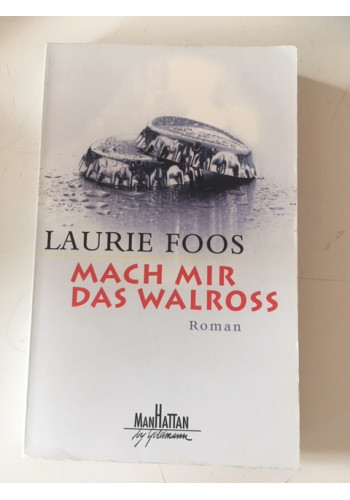 LAURIE FOOS
MACH MIR
DAS WALROSS
Roman
MANHATTAN
by Goldmann